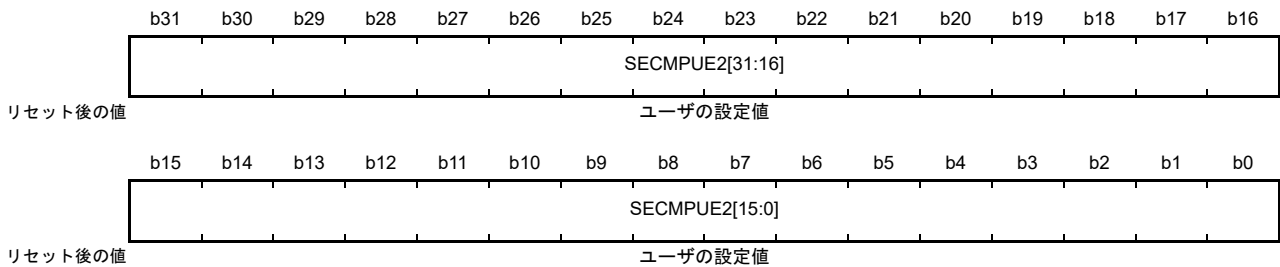 b31 b30 b29 b28 b27 b26 b25 b24 b23 b22 b21 b20 b19 b18 b17 b16
SECMPUE2[31:16]
リセット後の値 ユーザの設定値
b15 b14 b13 b12 b11 b10 b9 b8 b7 b6 b5 b4 b3 b2 b1 b0
SECMPUE2[15:0]
リセット後の値 ユーザの設定値